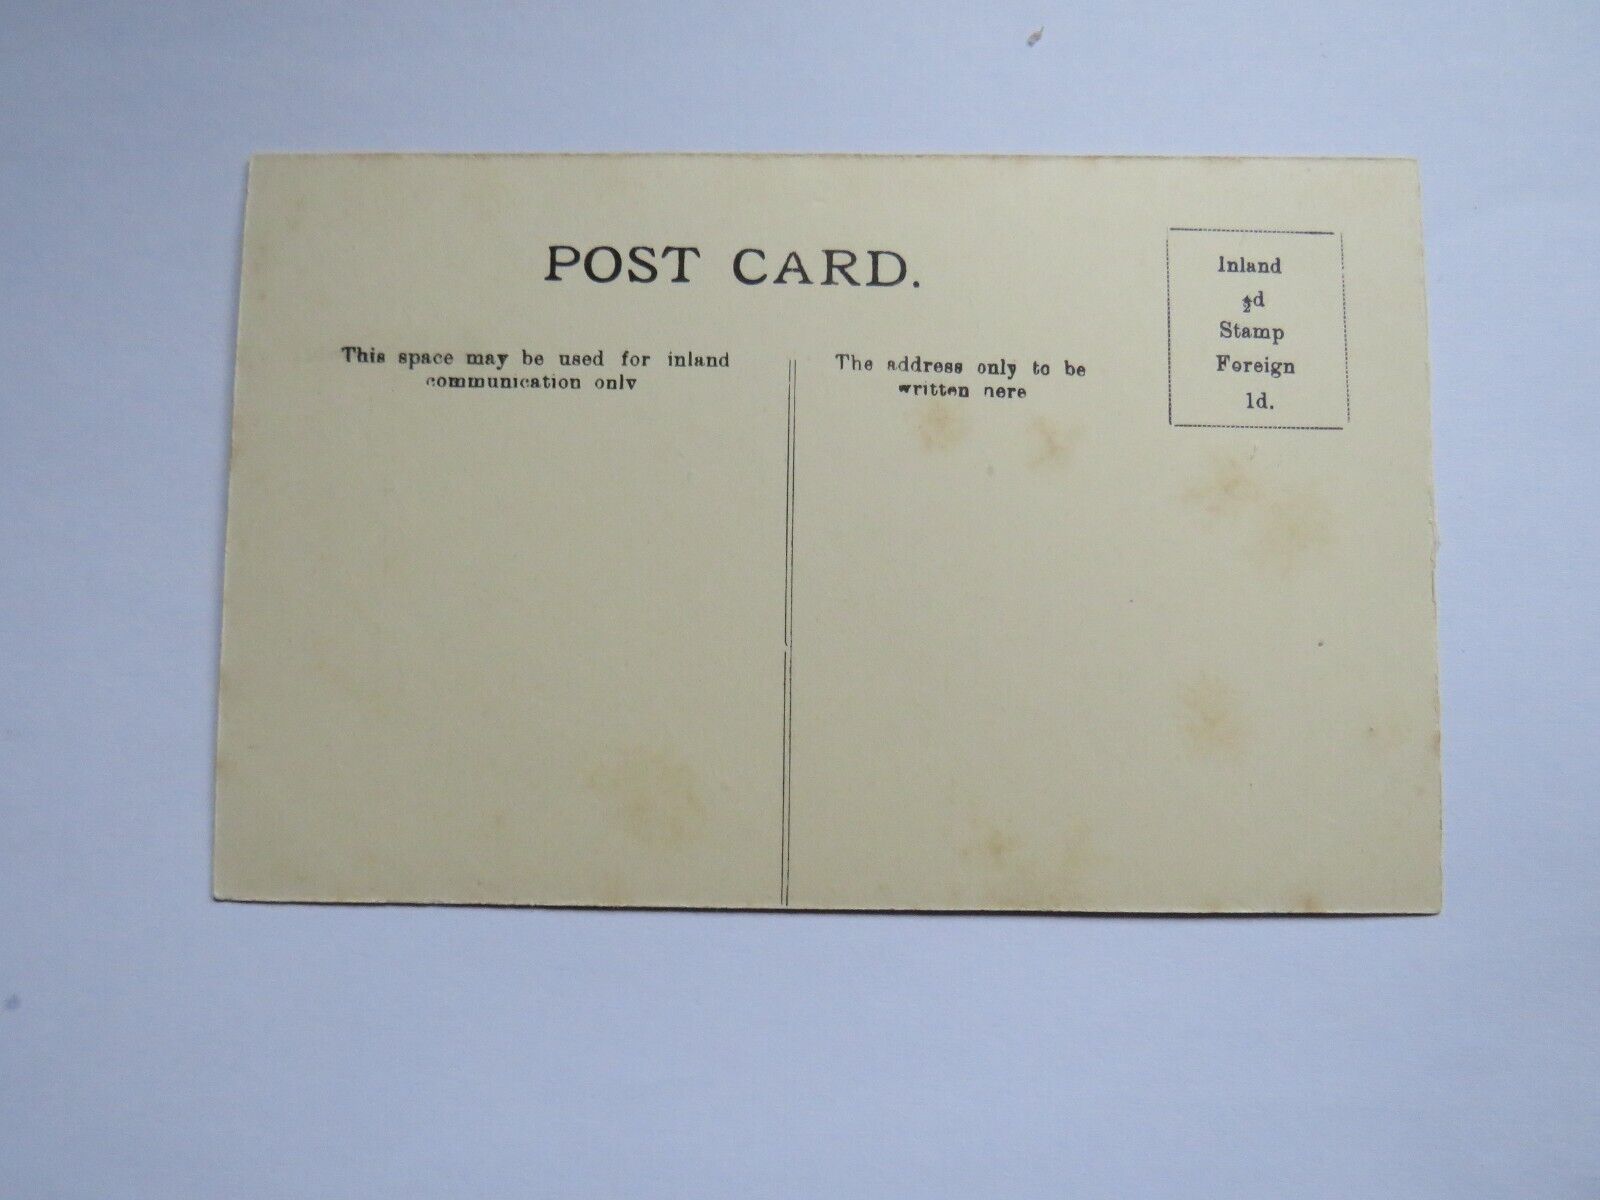 POST CARD.
This space may be used for inland
communication only
The address only to be
written here
Inland
½d
Stamp
Foreign
1d.